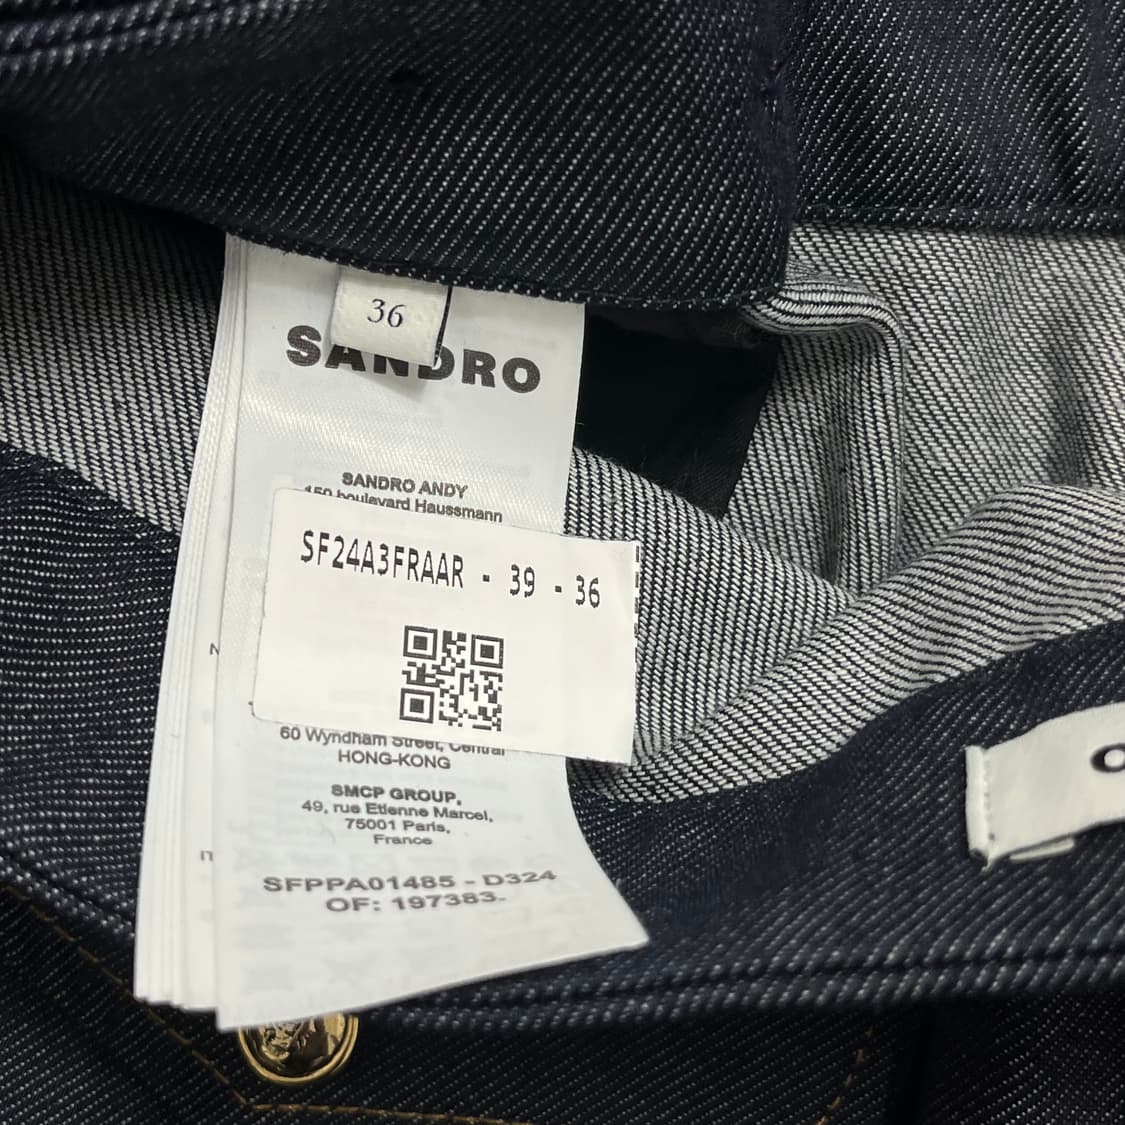 36
SANDRO
SANDRO ANDY
150 boulevard Haussmann
SF24A3FRAAR - 39 - 36
60 Wyndham Street, Central
HONG-KONG
SMCP GROUP,
49, rue Etienne Marcel,
75001 Paris,
France
SFPPA01485 - D324
OF: 197383-